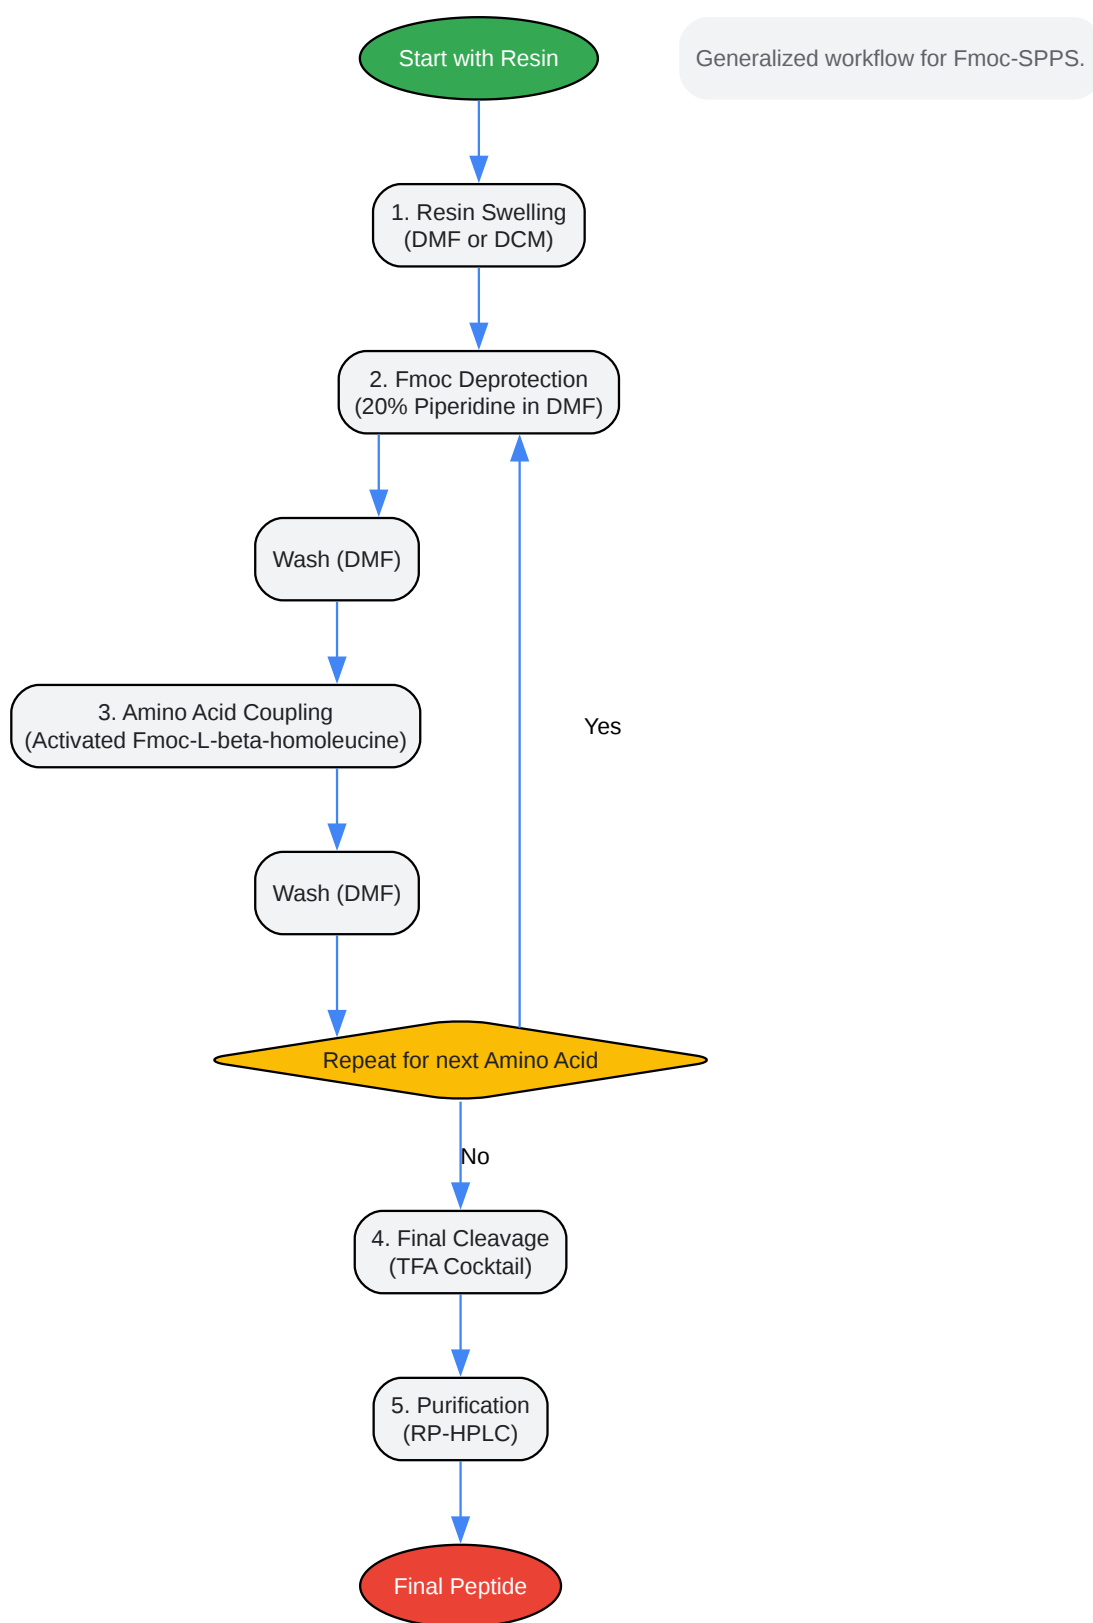 Start with Resin
Generalized workflow for Fmoc-SPPS.
1. Resin Swelling
(DMF or DCM)
2. Fmoc Deprotection
(20% Piperidine in DMF)
Wash (DMF)
3. Amino Acid Coupling
(Activated Fmoc-L-beta-homoleucine)
Yes
Wash (DMF)
Repeat for next Amino Acid
No
4. Final Cleavage
(TFA Cocktail)
5. Purification
(RP-HPLC)
Final Peptide